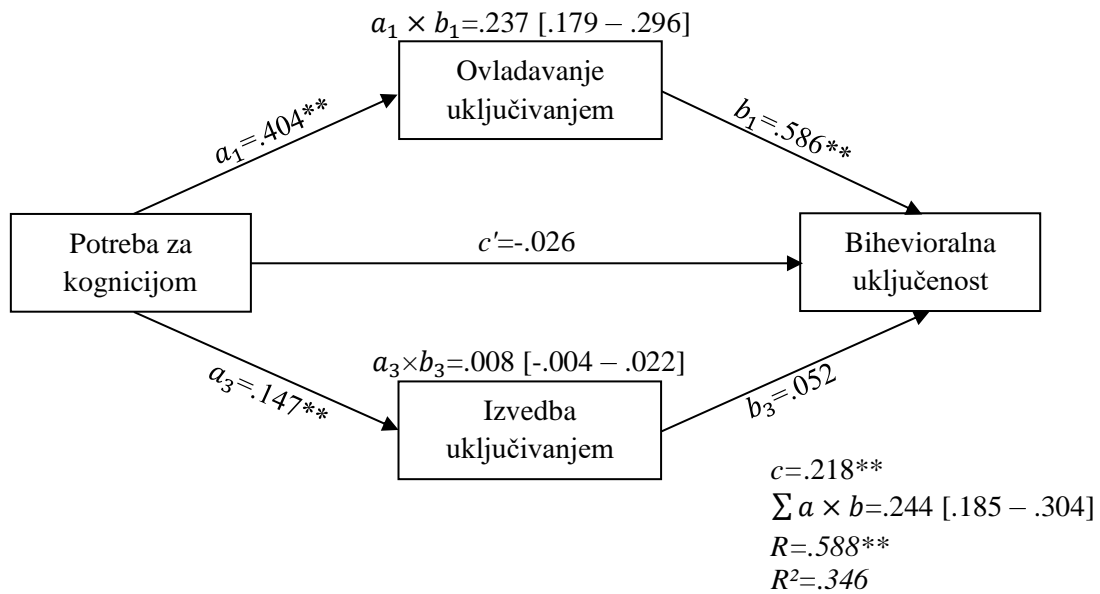 𝑎₁ × 𝑏₁=.237 [.179 – .296]
Ovladavanje
uključivanjem
𝑎₁=.404**
𝑏₁=.586**
Potreba za
kognicijom
c'=-.026
Bihevioralna
uključenost
𝑎₃×𝑏₃=.008 [-.004 – .022]
𝑎₃=.147**
Izvedba
uključivanjem
𝑏₃=.052
c=.218**
∑ 𝑎 × 𝑏=.244 [.185 – .304]
R=.588**
R²=.346